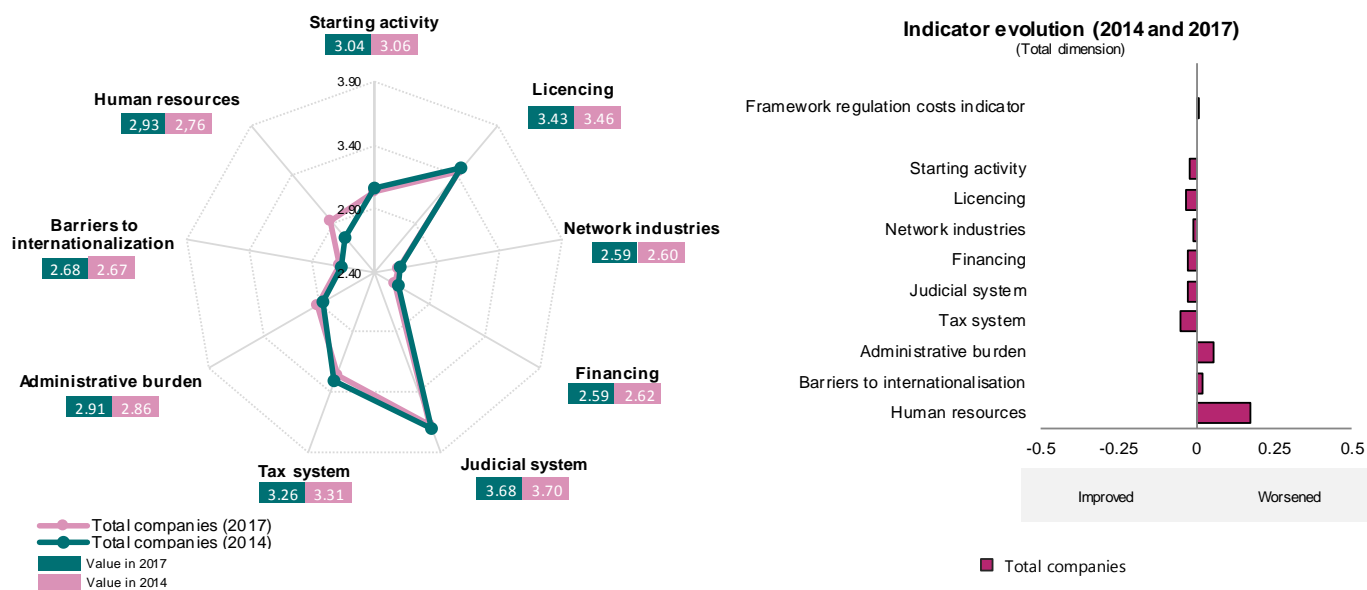 Starting activity
3.04 3.06
3.90
Licencing
3.43 3.46
Human resources
2,93 2,76
3.40
2.90
Network industries
2.59 2.60
Barriers to
internationalization
2.68 2.67
2.40
Financing
2.59 2.62
Administrative burden
2.91 2.86
Judicial system
3.68 3.70
Tax system
3.26 3.31
Total companies (2017)
Total companies (2014)
Value in 2017
Value in 2014
Indicator evolution (2014 and 2017)
(Total dimension)
Framework regulation costs indicator
Starting activity
Licencing
Network industries
Financing
Judicial system
Tax system
Administrative burden
Barriers to internationalisation
Human resources
-0.5 -0.25 0 0.25 0.5
Improved Worsened
Total companies